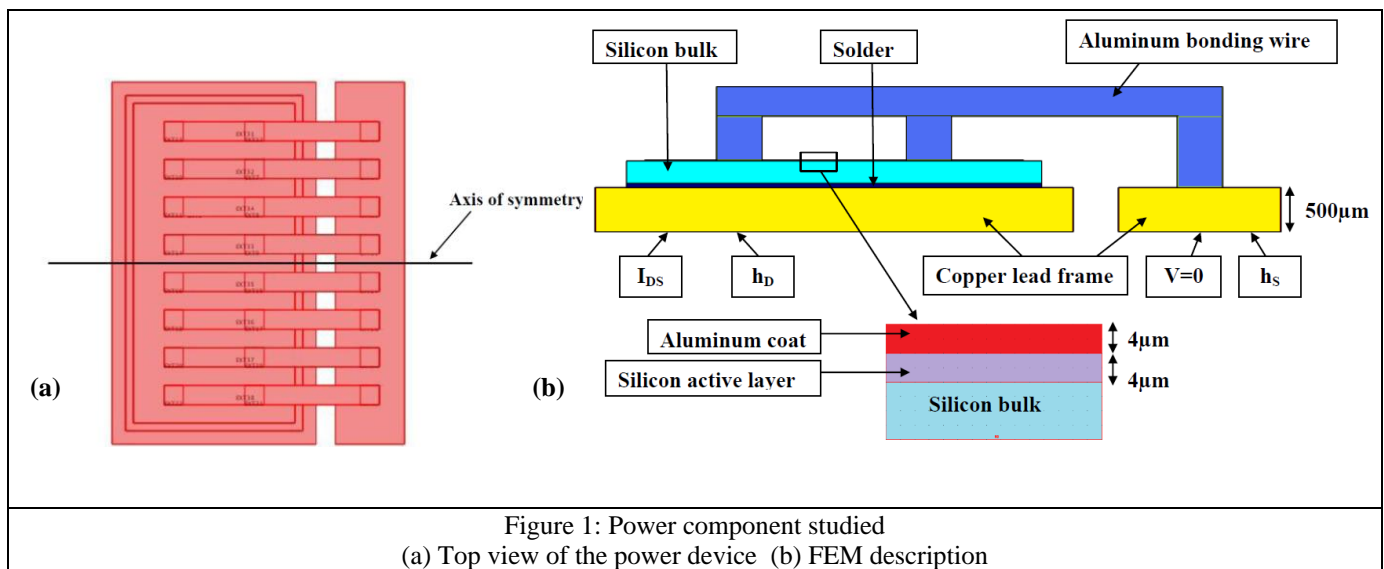 Silicon bulk
Solder
Aluminum bonding wire
Axis of symmetry
500µm
I_DS
h_D
Copper lead frame
V=0
h_S
Aluminum coat
4µm
(a)
(b)
Silicon active layer
4µm
Silicon bulk
Figure 1: Power component studied
(a) Top view of the power device (b) FEM description